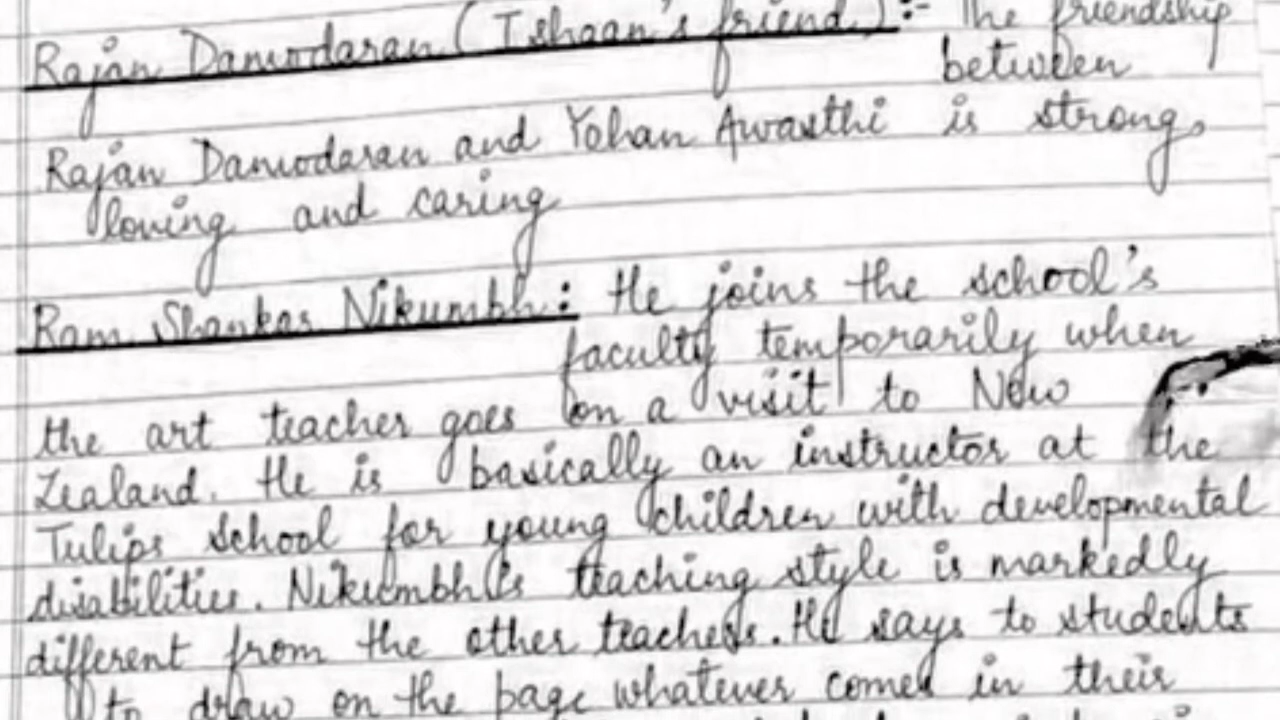 Rajan Damodaran (Ishaan's friend) :- The friendship
between
Rajan Damodaran and Yohan Awasthi is strong,
loving and caring
Ram Shankar Nikumbh : He joins the school's
faculty temporarily when
the art teacher goes on a visit to New
Zealand. He is basically an instructor at the
Tulips School for young children with developmental
disabilities. Nikumbh's teaching style is markedly
different from the other teachers. He says to students
to draw on the page whatever comes in their